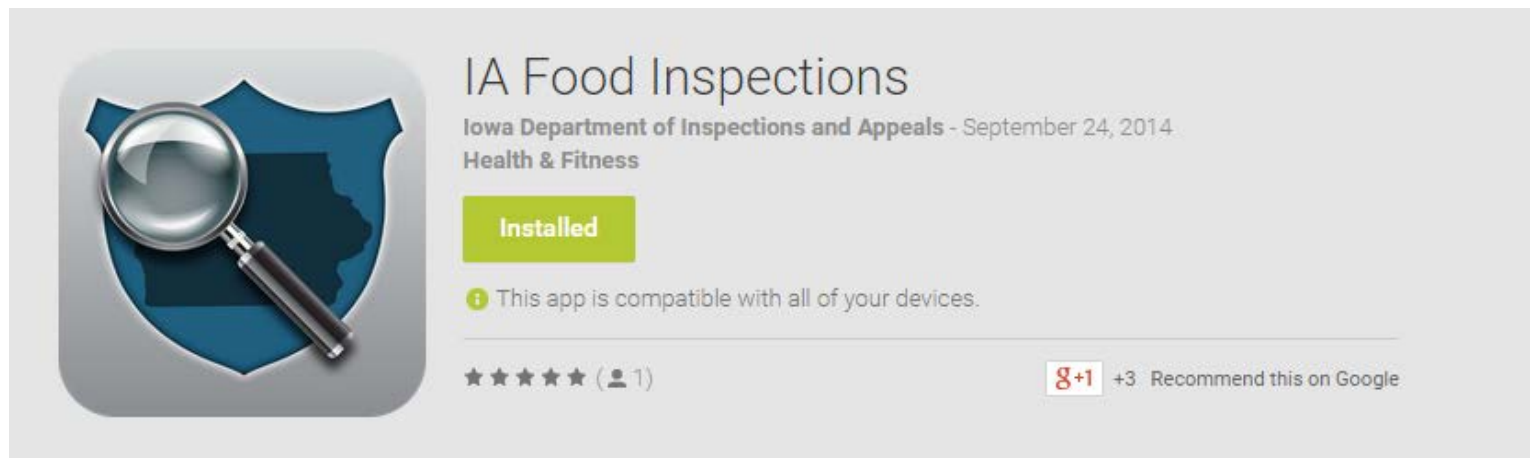 IA Food Inspections
Iowa Department of Inspections and Appeals - September 24, 2014
Health & Fitness
Installed
This app is compatible with all of your devices.
(1)
g+1 +3 Recommend this on Google